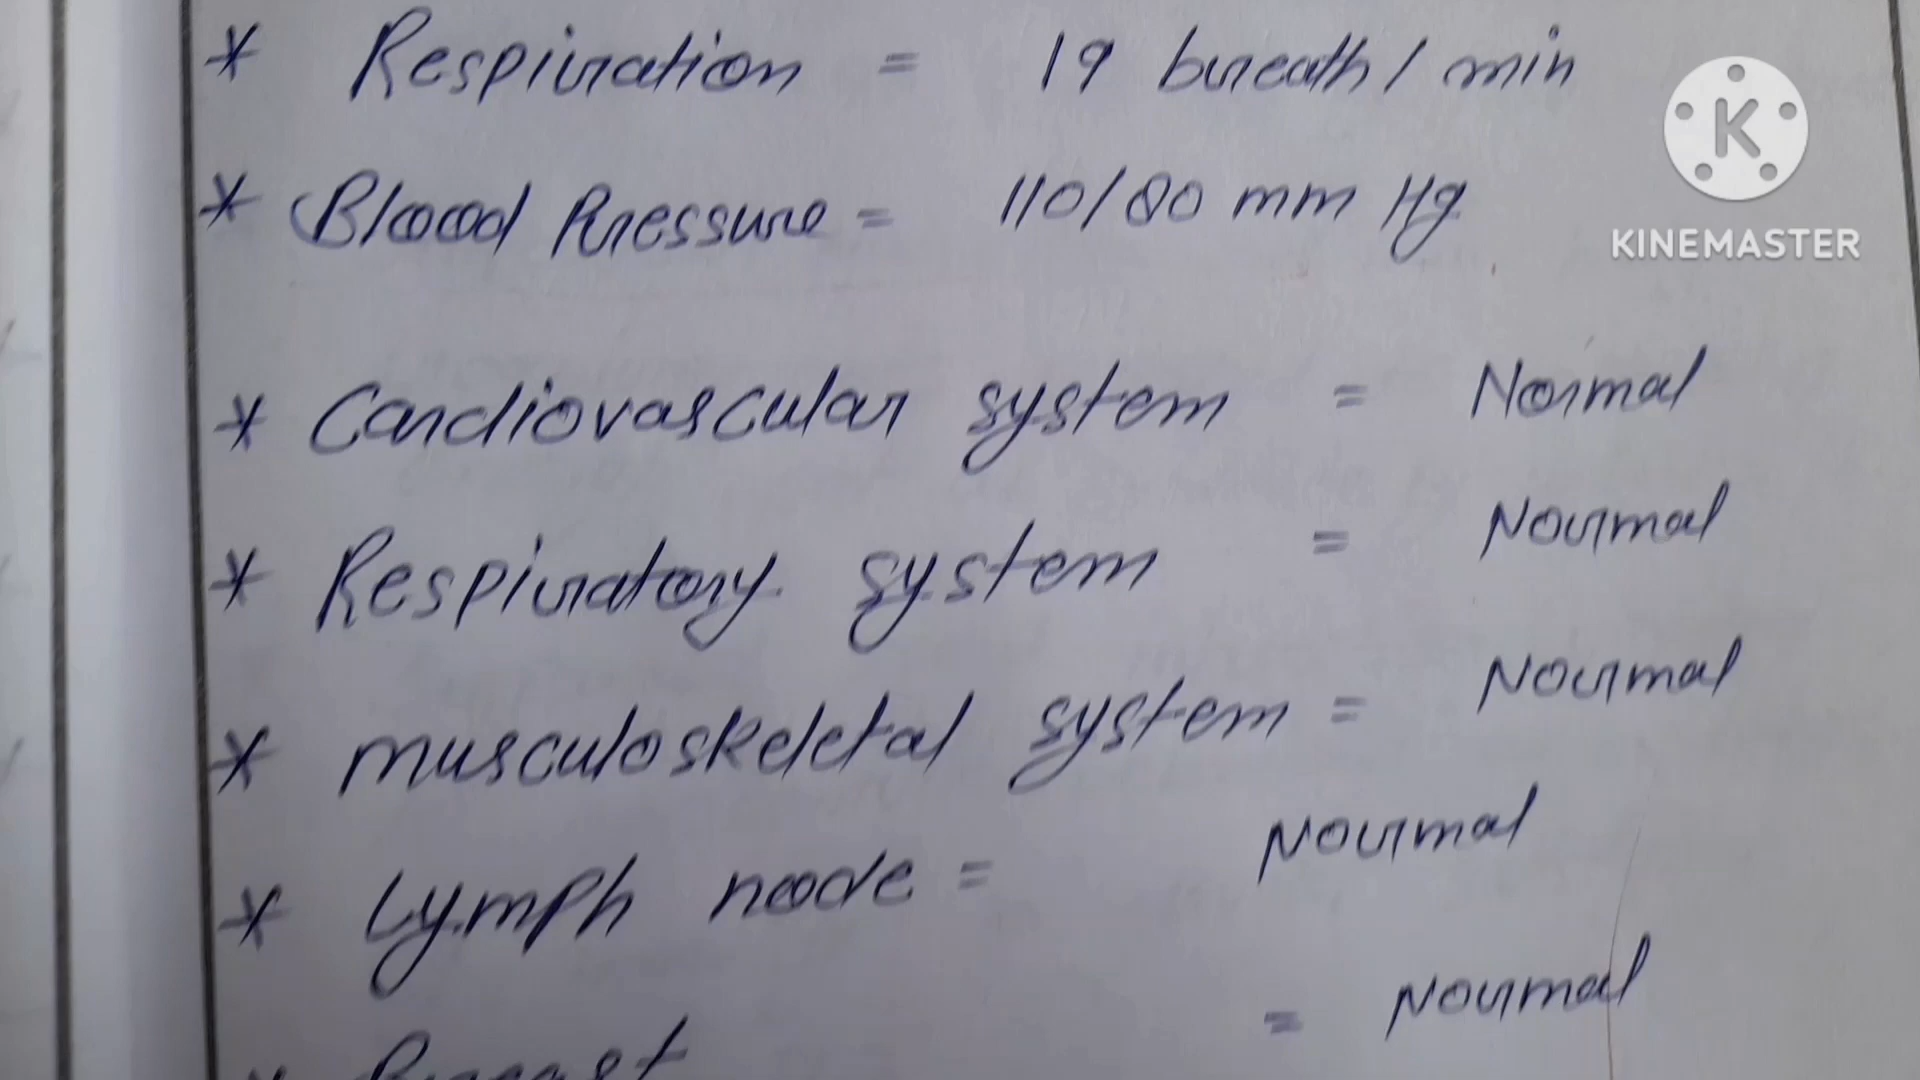 * Respiration = 19 breath / min
* Blood Pressure = 110/80 mm Hg
K
KINEMASTER
* Cardiovascular system = Normal
* Respiratory system = Normal
* musculoskeletal system = Normal
* Lymph node = Normal
* Breast = Normal